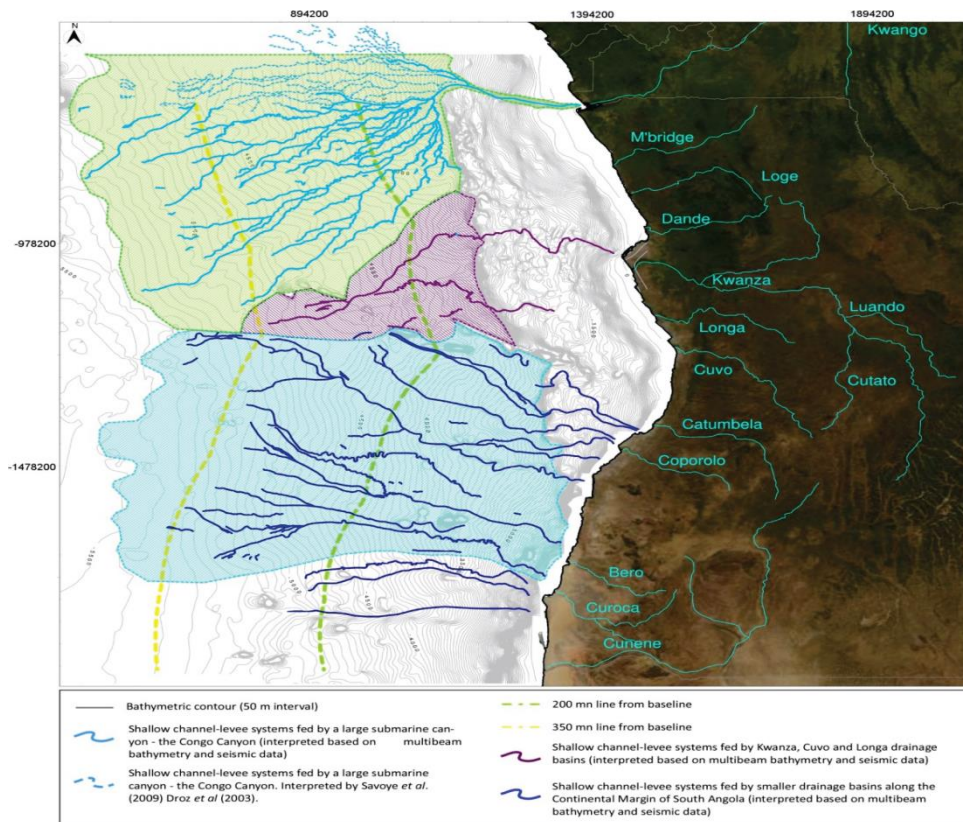 894200 1394200 1894200
N
Kwango
M'bridge
Loge
Dande
-978200
Kwanza
Luando
Longa
Cuvo
Cutato
Catumbela
Coporolo
-1478200
Bero
Curoca
Cunene
Bathymetric contour (50 m interval)
Shallow channel-levee systems fed by a large submarine can-
yon - the Congo Canyon (interpreted based on multibeam
bathymetry and seismic data)
Shallow channel-levee systems fed by a large submarine
canyon - the Congo Canyon. Interpreted by Savoye et al.
(2009) Droz et al (2003).
200 mn line from baseline
350 mn line from baseline
Shallow channel-levee systems fed by Kwanza, Cuvo and Longa drainage
basins (interpreted based on multibeam bathymetry and seismic data)
Shallow channel-levee systems fed by smaller drainage basins along the
Continental Margin of South Angola (interpreted based on multibeam
bathymetry and seismic data)